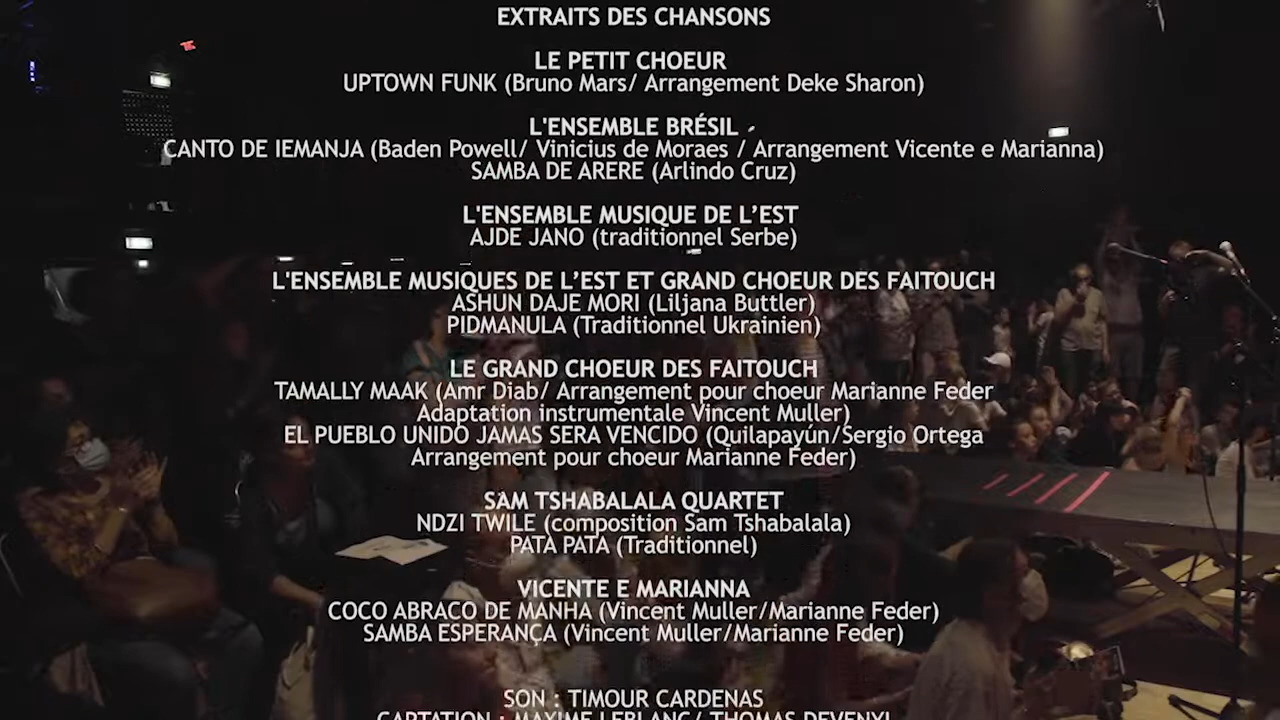 EXTRAITS DES CHANSONS
LE PETIT CHOEUR
UPTOWN FUNK (Bruno Mars/ Arrangement Deke Sharon)
L'ENSEMBLE BRÉSIL
CANTO DE IEMANJA (Baden Powell/ Vinicius de Moraes / Arrangement Vicente e Marianna)
SAMBA DE ARERE (Arlindo Cruz)
L'ENSEMBLE MUSIQUE DE L’EST
AJDE JANO (traditionnel Serbe)
L'ENSEMBLE MUSIQUES DE L’EST ET GRAND CHOEUR DES FAITOUCH
ASHUN DAJE MORI (Liljana Buttler)
PIDMANULA (Traditionnel Ukrainien)
LE GRAND CHOEUR DES FAITOUCH
TAMALLY MAAK (Amr Diab/ Arrangement pour choeur Marianne Feder
Adaptation instrumentale Vincent Muller)
EL PUEBLO UNIDO JAMAS SERA VENCIDO (Quilapayún/Sergio Ortega
Arrangement pour choeur Marianne Feder)
SAM TSHABALALA QUARTET
NDZI TWILE (composition Sam Tshabalala)
PATA PATA (Traditionnel)
VICENTE E MARIANNA
COCO ABRACO DE MANHA (Vincent Muller/Marianne Feder)
SAMBA ESPERANÇA (Vincent Muller/Marianne Feder)
SON : TIMOUR CARDENAS
CAPTATION : MAXIME LEBLANC/ THOMAS DEVENYI